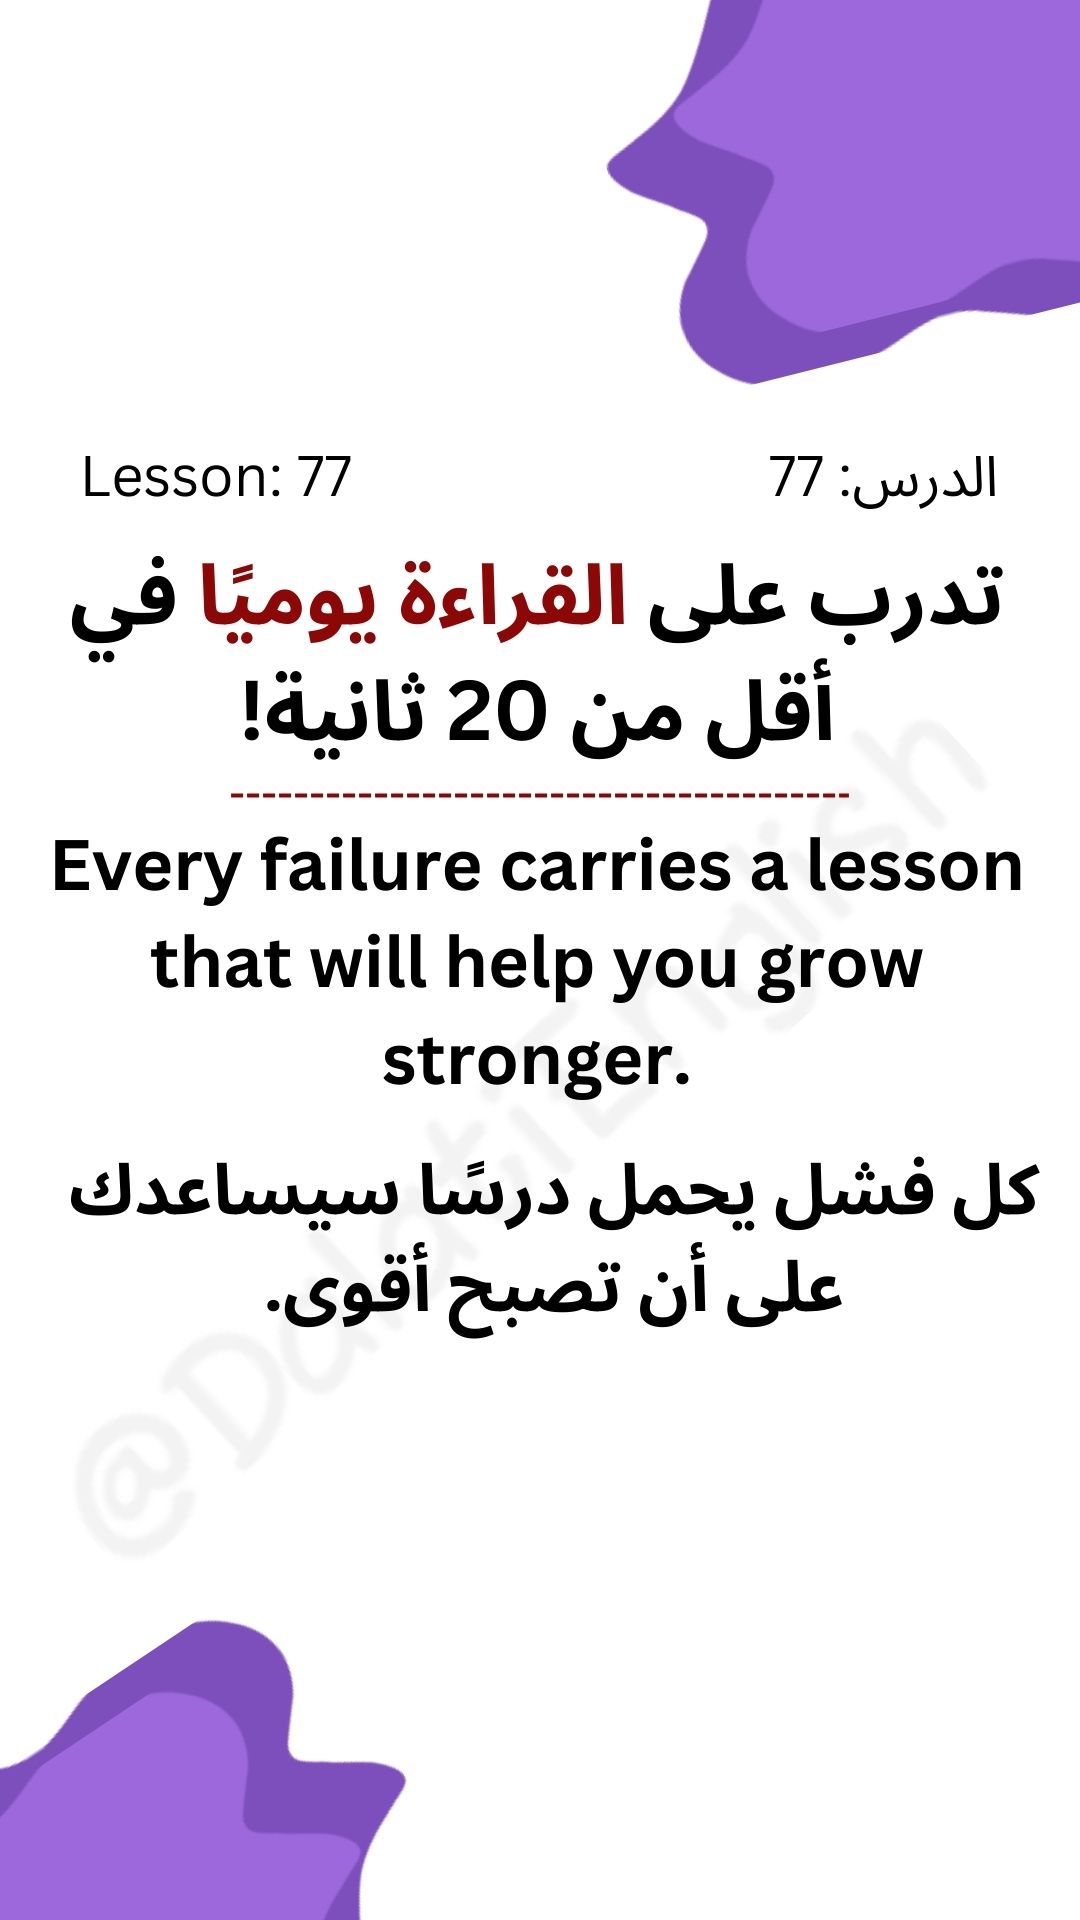 Lesson: 77
الدرس: 77
تدرب على القراءة يوميًا في
أقل من 20 ثانية!
---------------------------------------
Every failure carries a lesson
that will help you grow
stronger.
كل فشل يحمل درسًا سيساعدك
على أن تصبح أقوى.
@DalatiEnglish